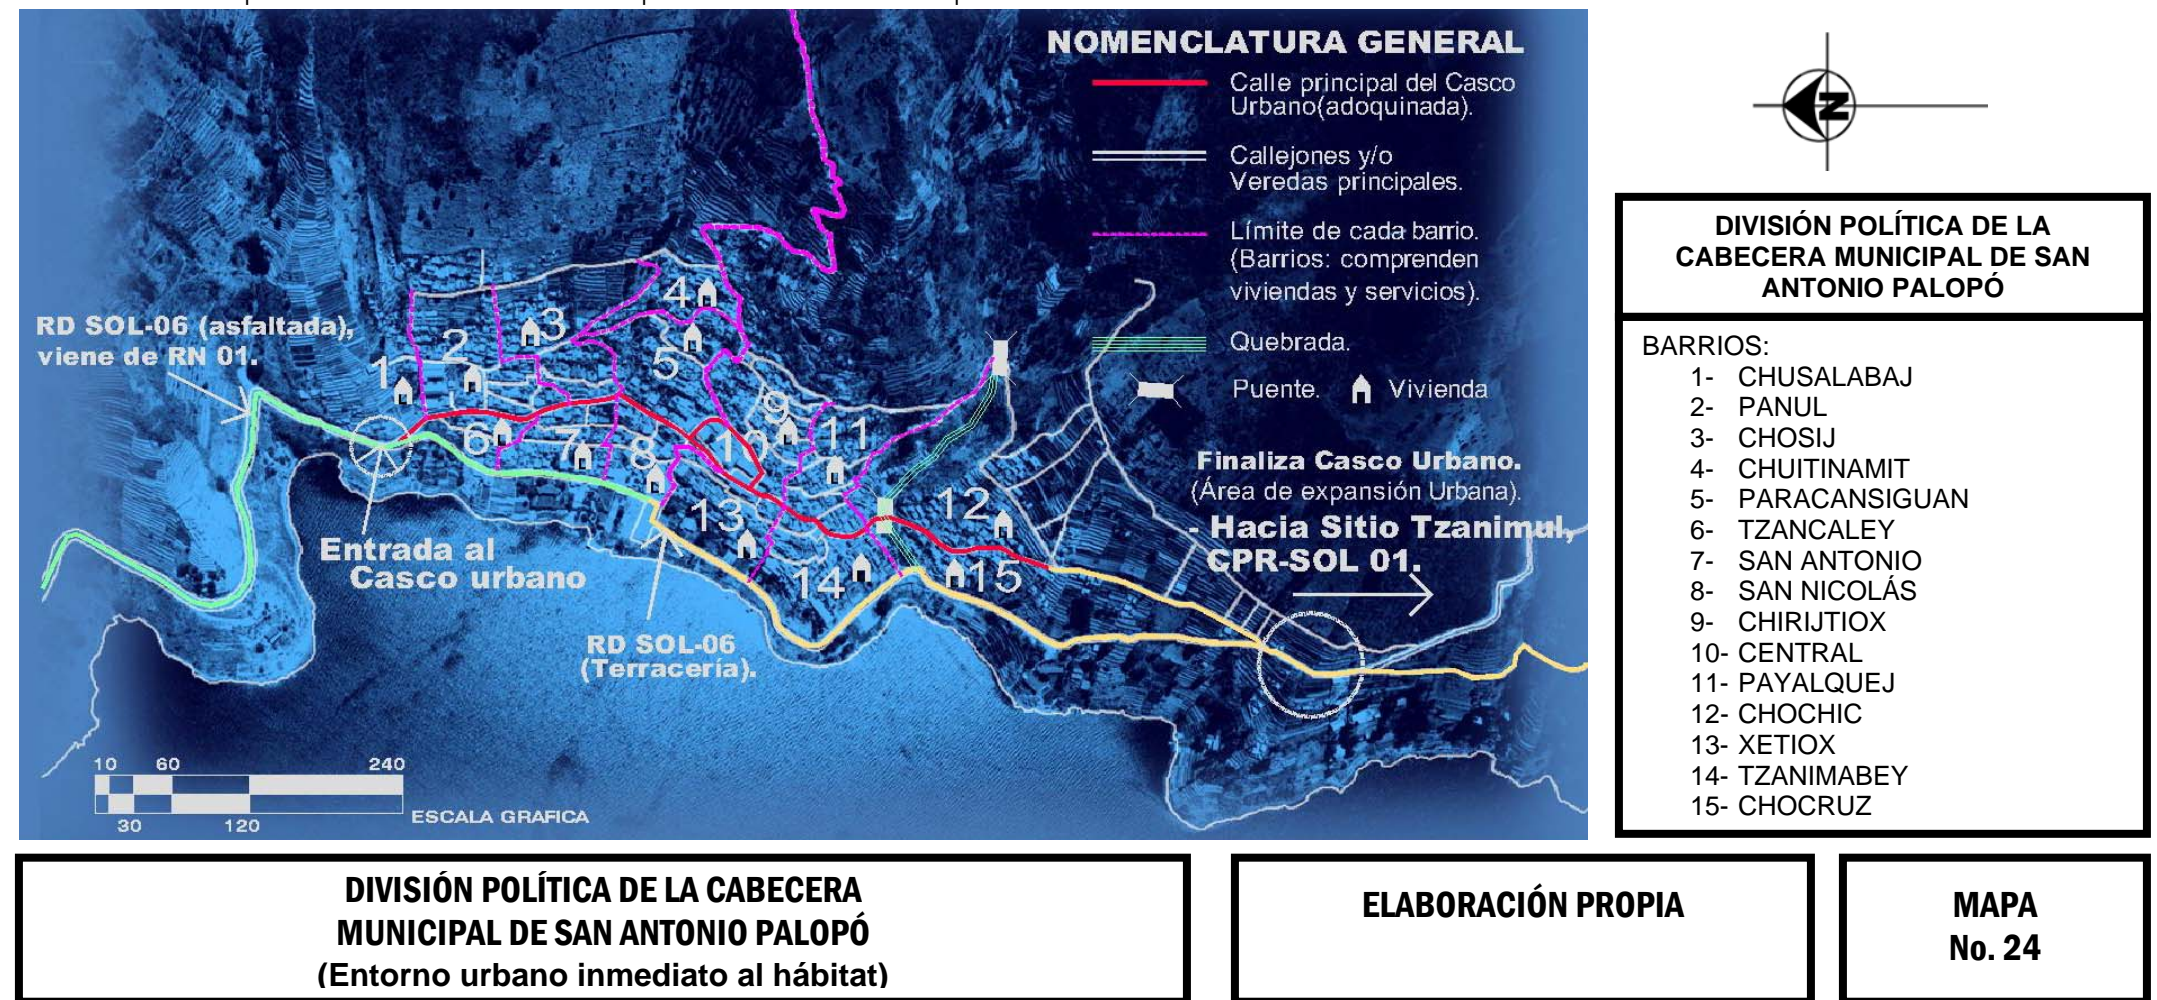 NOMENCLATURA GENERAL
Calle principal del Casco
Urbano(adoquinada).
Callejones y/o
Veredas principales.
Límite de cada barrio.
(Barrios: comprenden
viviendas y servicios).
Quebrada.
Puente.
Vivienda
RD SOL-06 (asfaltada),
viene de RN 01.
1
2
3
4
5
6
7
8
9
10
11
12
13
14
15
Entrada al
Casco urbano
RD SOL-06
(Terracería).
Finaliza Casco Urbano.
(Área de expansión Urbana).
- Hacia Sitio Tzanimul,
CPR-SOL 01.
10 60 240
30 120
ESCALA GRAFICA
N
DIVISIÓN POLÍTICA DE LA
CABECERA MUNICIPAL DE SAN
ANTONIO PALOPÓ
BARRIOS:
1- CHUSALABAJ
2- PANUL
3- CHOSIJ
4- CHUITINAMIT
5- PARACANSIGUAN
6- TZANCALEY
7- SAN ANTONIO
8- SAN NICOLÁS
9- CHIRIJTIOX
10- CENTRAL
11- PAYALQUEJ
12- CHOCHIC
13- XETIOX
14- TZANIMABEY
15- CHOCRUZ
DIVISIÓN POLÍTICA DE LA CABECERA
MUNICIPAL DE SAN ANTONIO PALOPÓ
(Entorno urbano inmediato al hábitat)
ELABORACIÓN PROPIA
MAPA
No. 24